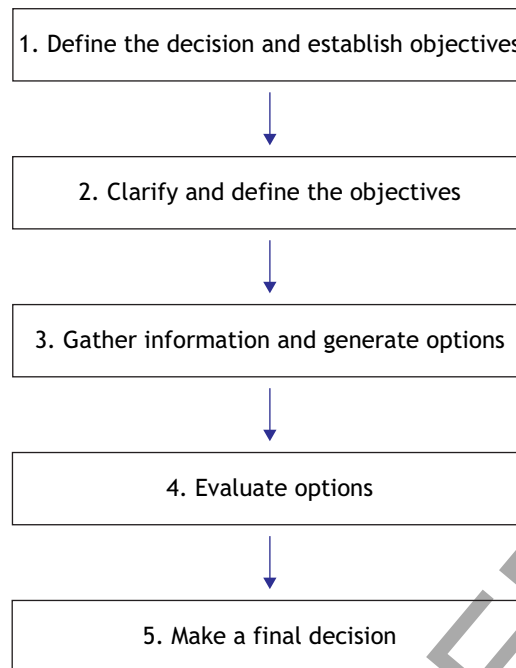 1. Define the decision and establish objectives
2. Clarify and define the objectives
3. Gather information and generate options
4. Evaluate options
5. Make a final decision